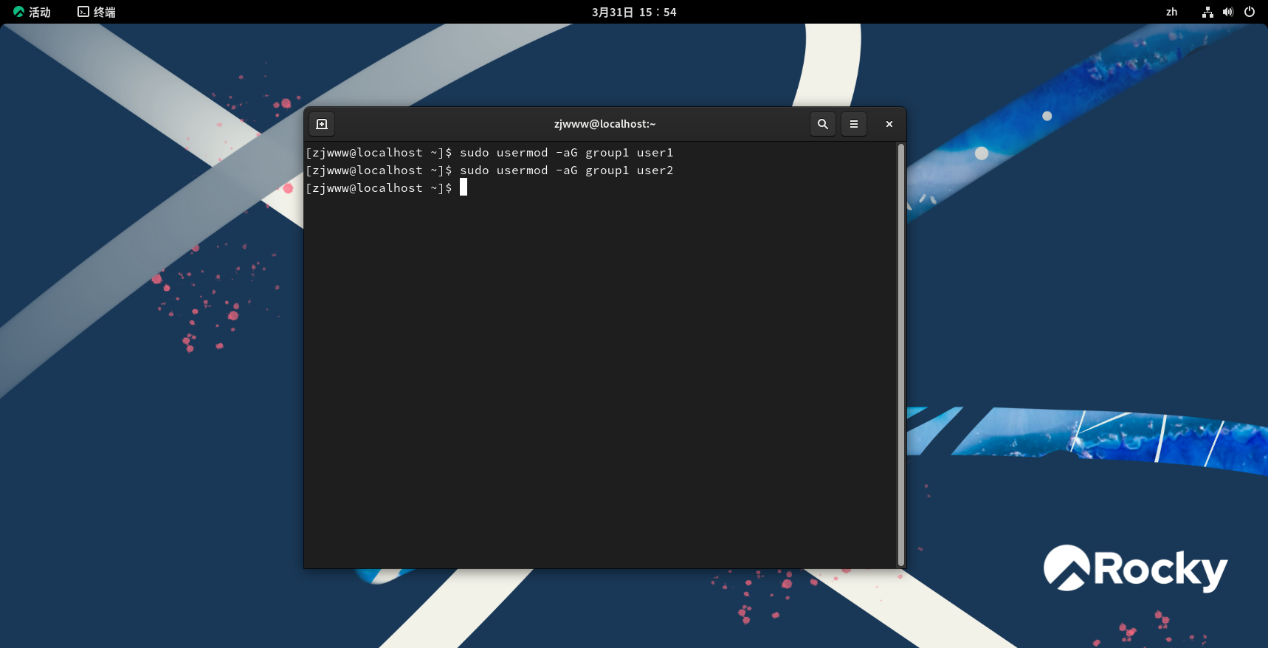 活动 终端 3月31日 15：54 zh
zjwww@localhost:~
[zjwww@localhost ~]$ sudo usermod -aG group1 user1
[zjwww@localhost ~]$ sudo usermod -aG group1 user2
[zjwww@localhost ~]$
Rocky